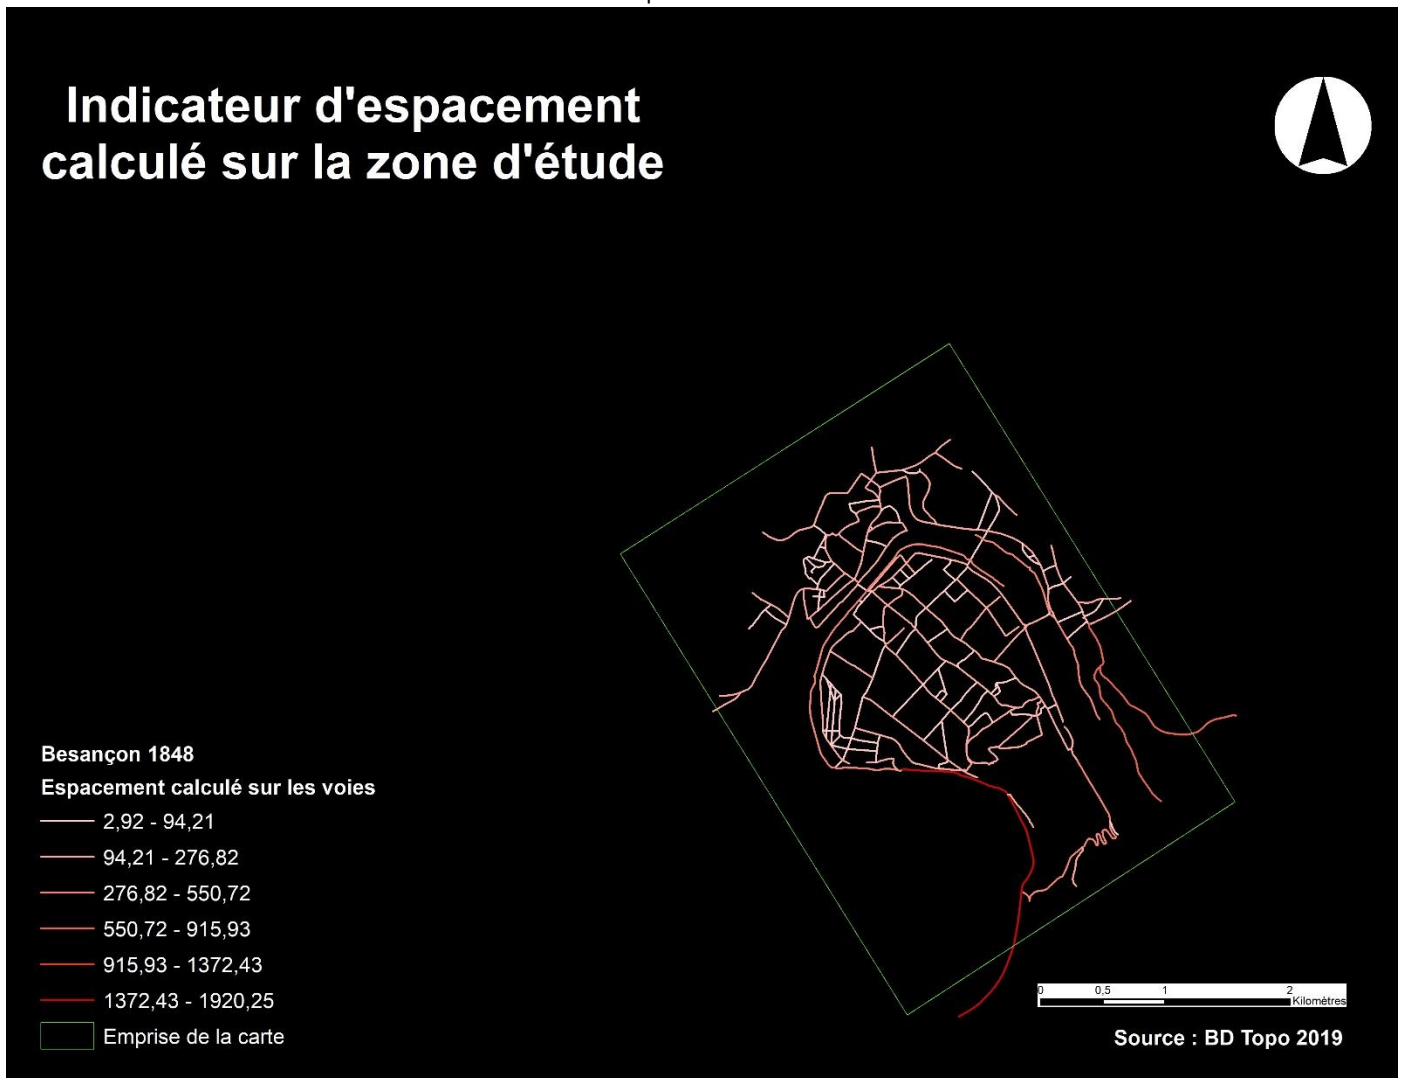 Indicateur d'espacement
calculé sur la zone d'étude
Besançon 1848
Espacement calculé sur les voies
2,92 - 94,21
94,21 - 276,82
276,82 - 550,72
550,72 - 915,93
915,93 - 1372,43
1372,43 - 1920,25
Emprise de la carte
0 0,5 1 2
Kilomètres
Source : BD Topo 2019